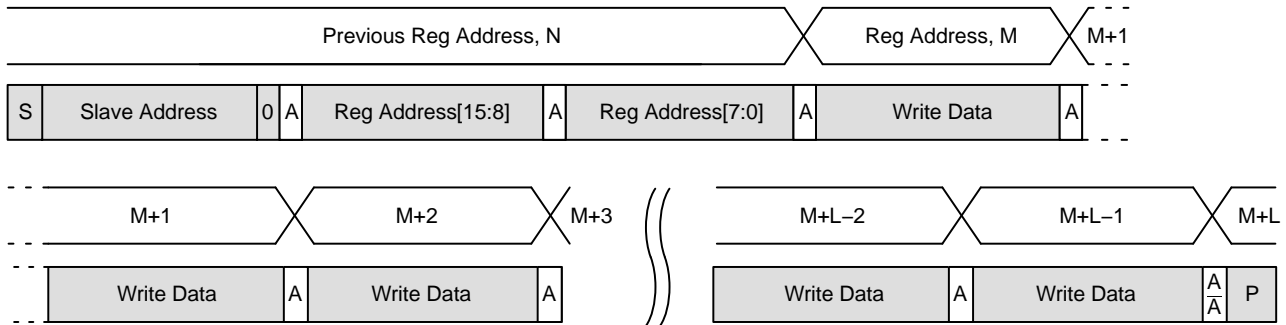 Previous Reg Address, N Reg Address, M M+1
S Slave Address 0 A Reg Address[15:8] A Reg Address[7:0] A Write Data A
M+1 M+2 M+3 M+L−2 M+L−1 M+L
Write Data A Write Data A Write Data A Write Data A P
A̅